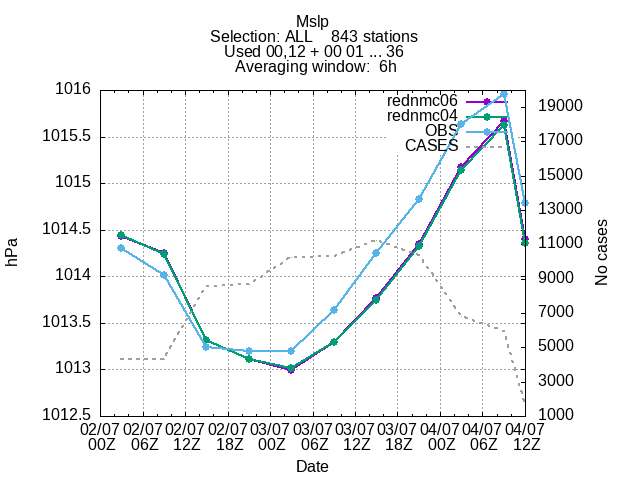 Mslp
Selection: ALL    843 stations
Used 00,12 + 00 01 ... 36
Averaging window:  6h
rednmc06
rednmc04
OBS
CASES
hPa
1016
1015.5
1015
1014.5
1014
1013.5
1013
1012.5
No cases
19000
17000
15000
13000
11000
9000
7000
5000
3000
1000
02/07 02/07 02/07 02/07 03/07 03/07 03/07 03/07 04/07 04/07 04/07
00Z 06Z 12Z 18Z 00Z 06Z 12Z 18Z 00Z 06Z 12Z
Date